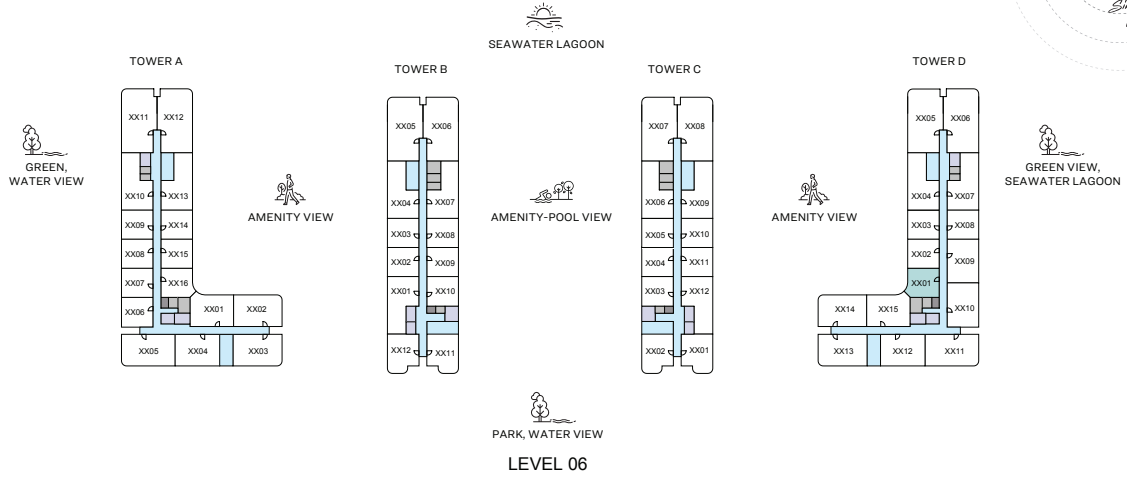 SEAWATER LAGOON
TOWER A
TOWER B
TOWER C
TOWER D
XX11 XX12
XX05 XX06
XX07 XX08
XX05 XX06
GREEN,
WATER VIEW
GREEN VIEW,
SEAWATER LAGOON
XX10 XX13
XX04 XX07
XX06 XX09
XX04 XX07
AMENITY VIEW
AMENITY-POOL VIEW
AMENITY VIEW
XX09 XX14
XX03 XX08
XX05 XX10
XX03 XX08
XX08 XX15
XX02 XX09
XX04 XX11
XX02 XX09
XX07 XX16
XX01 XX10
XX03 XX12
XX01
XX06 XX01 XX02
XX14 XX15 XX10
XX05 XX04 XX03
XX12 XX11
XX02 XX01
XX13 XX12 XX11
PARK, WATER VIEW
LEVEL 06